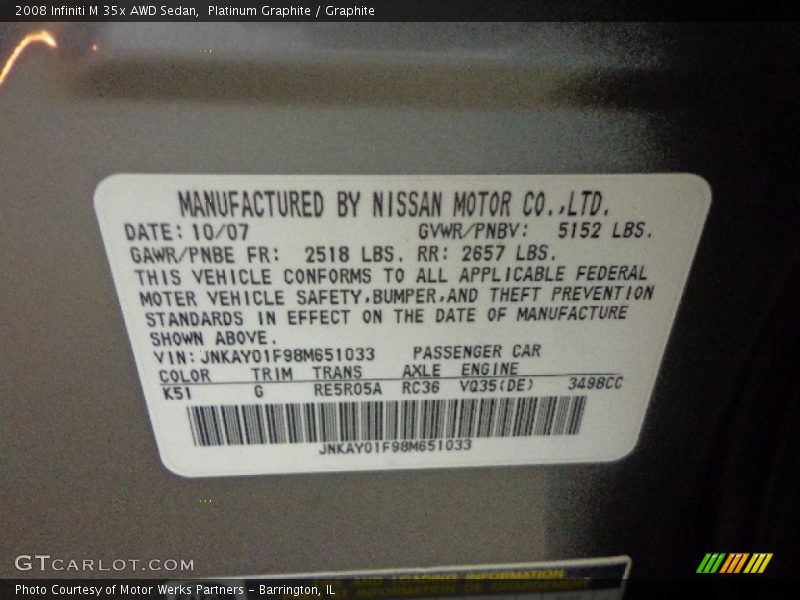 2008 Infiniti M 35x AWD Sedan,  Platinum Graphite / Graphite
MANUFACTURED BY NISSAN MOTOR CO.,LTD.
DATE: 10/07 GVWR/PNBV: 5152 LBS.
GAWR/PNBE FR: 2518 LBS. RR: 2657 LBS.
THIS VEHICLE CONFORMS TO ALL APPLICABLE FEDERAL
MOTER VEHICLE SAFETY,BUMPER,AND THEFT PREVENTION
STANDARDS IN EFFECT ON THE DATE OF MANUFACTURE
SHOWN ABOVE.
VIN: JNKAY01F98M651033 PASSENGER CAR
COLOR TRIM TRANS AXLE ENGINE
K51 G RE5R05A RC36 VQ35(DE) 3498CC
JNKAY01F98M651033
AND LOADING INFORMATION
GTCARLOT.COM
Photo Courtesy of Motor Werks Partners – Barrington, IL